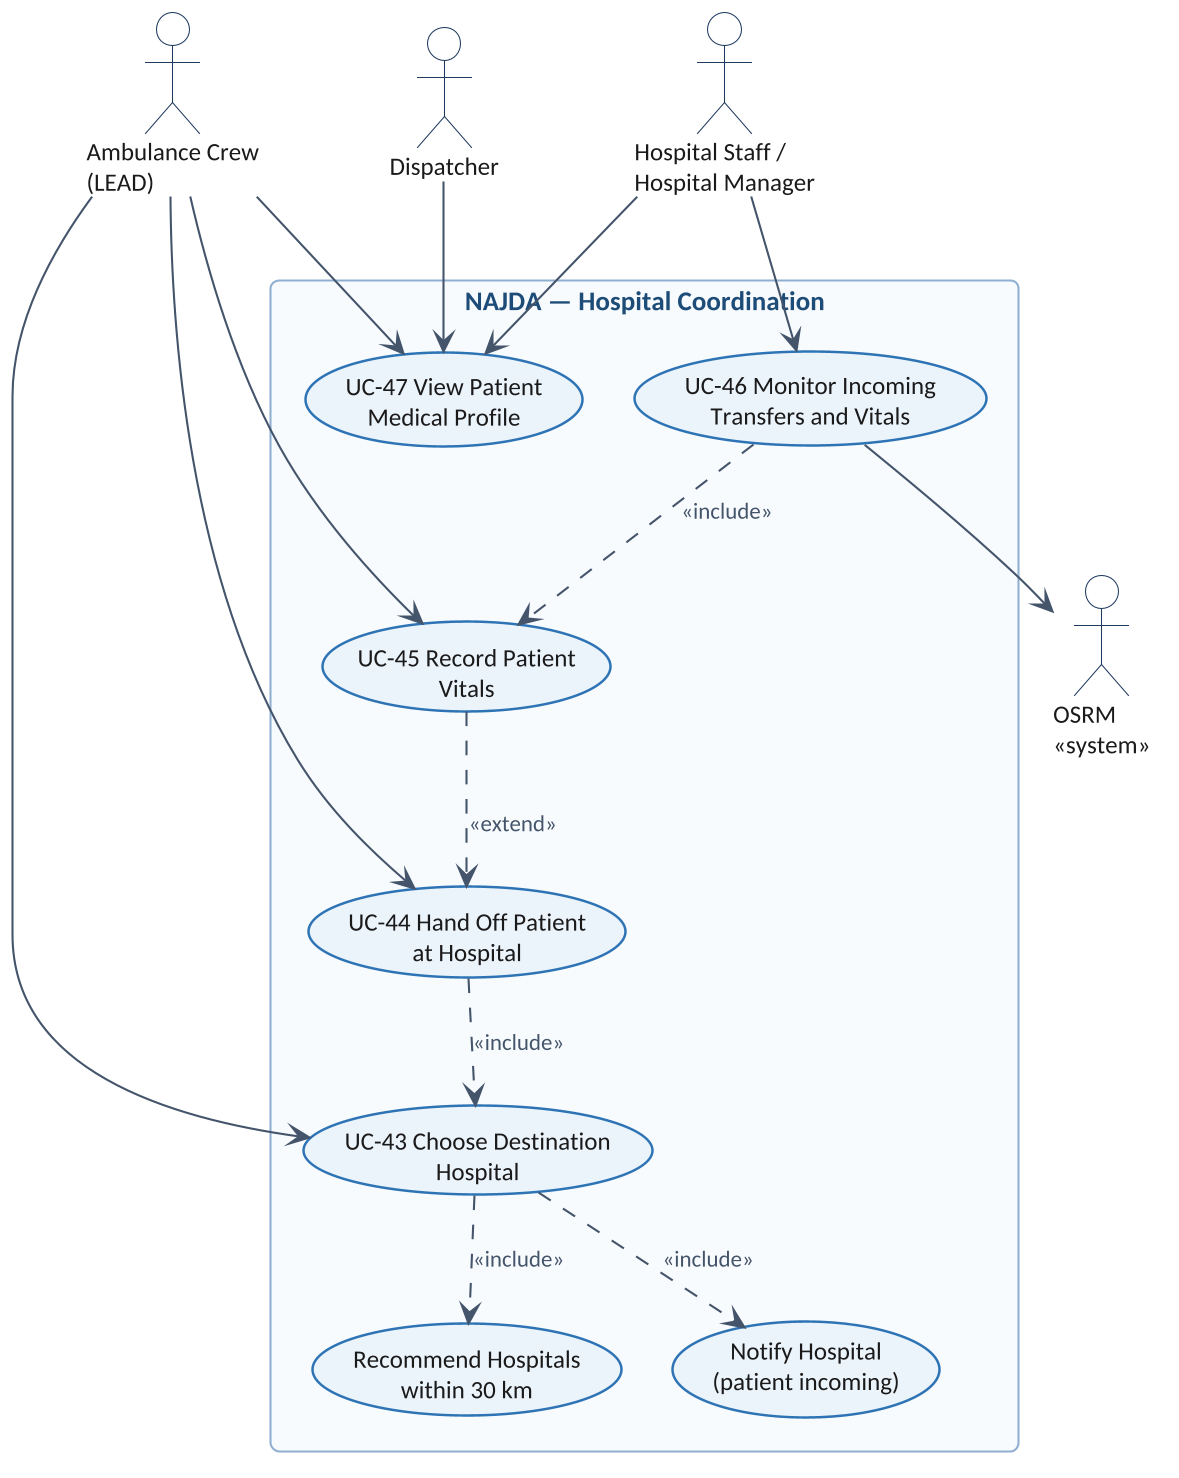 Ambulance Crew
(LEAD)
Dispatcher
Hospital Staff /
Hospital Manager
NAJDA — Hospital Coordination
UC-47 View Patient
Medical Profile
UC-46 Monitor Incoming
Transfers and Vitals
«include»
UC-45 Record Patient
Vitals
OSRM
«system»
«extend»
UC-44 Hand Off Patient
at Hospital
«include»
UC-43 Choose Destination
Hospital
«include»
«include»
Recommend Hospitals
within 30 km
Notify Hospital
(patient incoming)